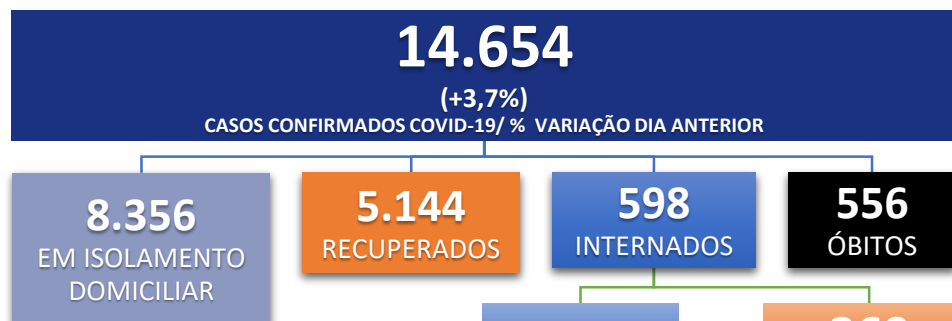 14.654
(+3,7%)
CASOS CONFIRMADOS COVID-19/ % VARIAÇÃO DIA ANTERIOR
8.356
EM ISOLAMENTO
DOMICILIAR
5.144
RECUPERADOS
598
INTERNADOS
556
ÓBITOS